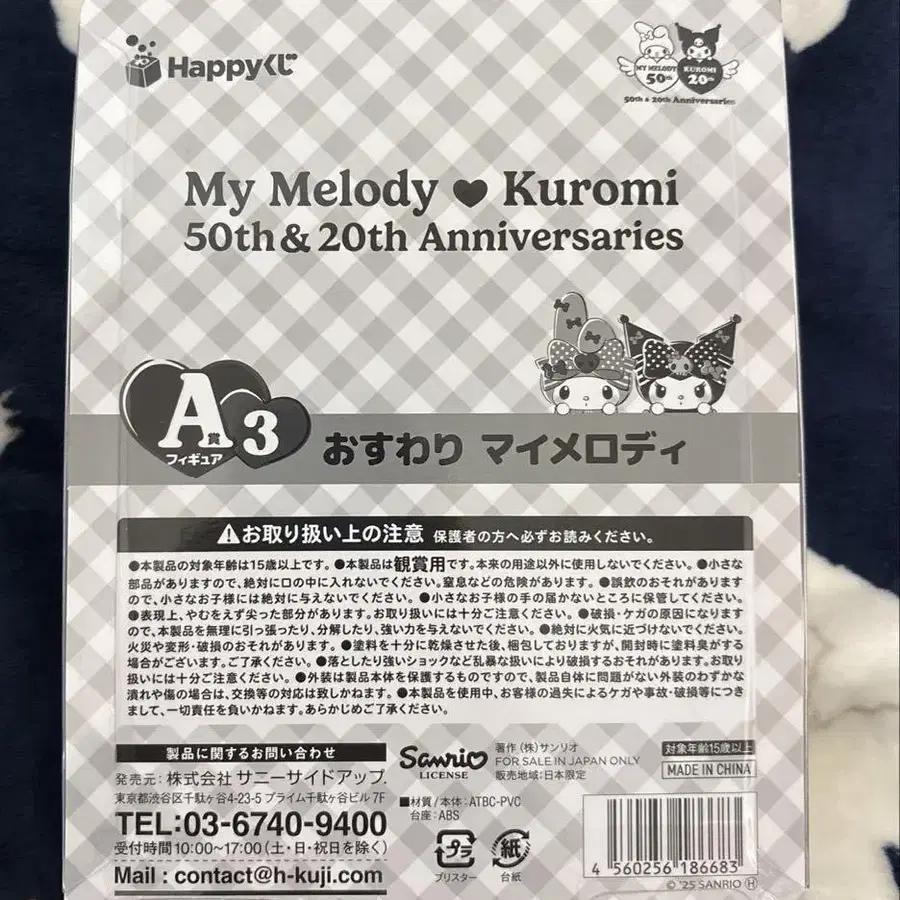 Happyくじ
MY MELODY 50th KUROMI 20th
50th & 20th Anniversaries
My Melody ♥ Kuromi
50th & 20th Anniversaries
A賞 3
フィギュア
おすわり マイメロディ
⚠お取り扱い上の注意 保護者の方へ必ずお読みください。
●本製品の対象年齢は15歳以上です。●本製品は観賞用です。本来の用途以外に使用しないでください。●小さな
部品がありますので、絶対に口の中に入れないでください。窒息などの危険があります。●誤飲のおそれがあります
ので、小さなお子様には絶対に与えないでください。●小さなお子様の手の届かないところに保管してください。
●表現上、やむをえず尖った部分があります。お取り扱いには十分ご注意ください。●破損・ケガの原因になります
ので、本製品を無理に引っ張ったり、分解したり、強い力を与えないでください。●絶対に火気に近づけないでください。
火災や変形・破損のおそれがあります。●塗料を十分に乾燥させた後、梱包しておりますが、開封時に塗料臭がする
場合がございます。ご了承ください。●落としたり強いショックなど乱暴な扱いにより破損するおそれがあります。お取り
扱いには十分ご注意ください。●外装は製品本体を保護するものですので、製品自体に問題がない外装のわずかな
潰れや傷の場合は、交換等の対応は致しかねます。●本製品を使用中、お客様の過失によるケガや事故・破損等につき
まして、一切責任を負いかねます。あらかじめご了承ください。
製品に関するお問い合わせ
発売元：株式会社 サニーサイドアップ
東京都渋谷区千駄ヶ谷4-23-5 プライム千駄ヶ谷ビル 7F
TEL:03-6740-9400
受付時間10:00〜17:00（土・日・祝日を除く）
Mail : contact@h-kuji.com
Sanrio
LICENSE
著作（株）サンリオ
FOR SALE IN JAPAN ONLY
販売地域：日本限定
対象年齢15歳以上
MADE IN CHINA
■材質／本体：ATBC-PVC
台座：ABS
プラ
ブリスター
紙
台紙
4 560256 186683
© '25 SANRIO Ⓗ